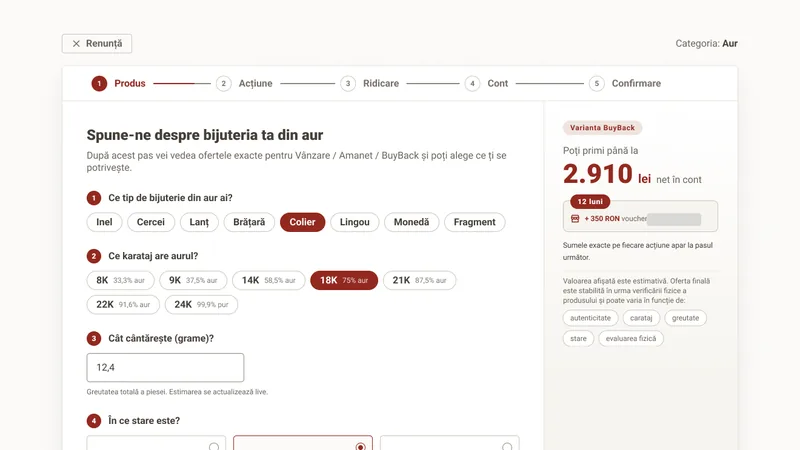 Renunță
Categoria: Aur
1 Produs
2 Acțiune
3 Ridicare
4 Cont
5 Confirmare
Spune-ne despre bijuteria ta din aur
După acest pas vei vedea ofertele exacte pentru Vânzare / Amanet / BuyBack și poți alege ce ți se
potrivește.
1 Ce tip de bijuterie din aur ai?
Inel Cercei Lanț Brățară Colier Lingou Monedă Fragment
2 Ce karataj are aurul?
8K 33,3% aur 9K 37,5% aur 14K 58,5% aur 18K 75% aur 21K 87,5% aur
22K 91,6% aur 24K 99,9% pur
3 Cât cântărește (grame)?
12,4
Greutatea totală a piesei. Estimarea se actualizează live.
4 În ce stare este?
Varianta BuyBack
Poți primi până la
2.910 lei net în cont
12 luni
+ 350 RON voucher
Sumele exacte pe fiecare acțiune apar la pasul
următor.
Valoarea afișată este estimativă. Oferta finală
este stabilită în urma verificării fizice a
produsului și poate varia în funcție de:
autenticitate carataj greutate
stare evaluarea fizică